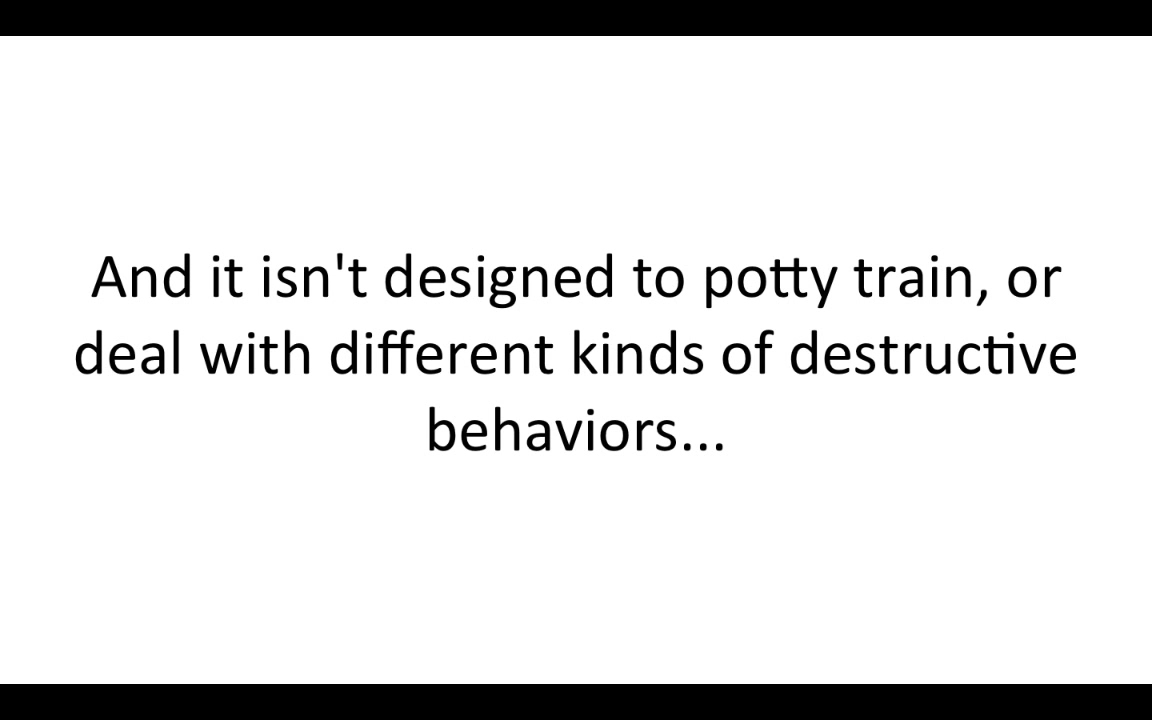 And it isn't designed to potty train, or
deal with different kinds of destructive
behaviors...